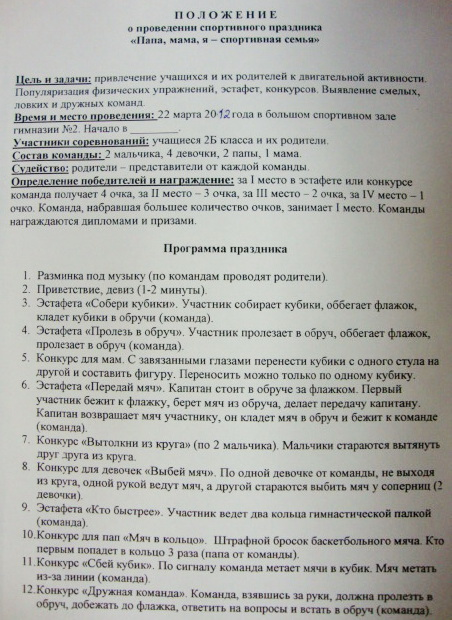 П О Л О Ж Е Н И Е
о проведении спортивного праздника
«Папа, мама, я – спортивная семья»
Цель и задачи: привлечение учащихся и их родителей к двигательной активности.
Популяризация физических упражнений, эстафет, конкурсов. Выявление смелых,
ловких и дружных команд.
Время и место проведения: 22 марта 2012 года в большом спортивном зале
гимназии №2. Начало в ________.
Участники соревнований: учащиеся 2Б класса и их родители.
Состав команды: 2 мальчика, 4 девочки, 2 папы, 1 мама.
Судейство: родители – представители от каждой команды.
Определение победителей и награждение: за I место в эстафете или конкурсе
команда получает 4 очка, за II место – 3 очка, за III место – 2 очка, за IV место – 1
очко. Команда, набравшая большее количество очков, занимает I место. Команды
награждаются дипломами и призами.
Программа праздника
1. Разминка под музыку (по командам проводят родители).
2. Приветствие, девиз (1-2 минуты).
3. Эстафета «Собери кубики». Участник собирает кубики, оббегает флажок,
кладет кубики в обручи (команда).
4. Эстафета «Пролезь в обруч». Участник пролезает в обруч, оббегает флажок,
пролезает в обруч (команда).
5. Конкурс для мам. С завязанными глазами перенести кубики с одного стула на
другой и составить фигуру. Переносить можно только по одному кубику.
6. Эстафета «Передай мяч». Капитан стоит в обруче за флажком. Первый
участник бежит к флажку, берет мяч из обруча, делает передачу капитану.
Капитан возвращает мяч участнику, он кладет мяч в обруч и бежит к команде
(команда).
7. Конкурс «Вытолкни из круга» (по 2 мальчика). Мальчики стараются вытянуть
друг друга из круга.
8. Конкурс для девочек «Выбей мяч». По одной девочке от команды, не выходя
из круга, одной рукой ведут мяч, а другой стараются выбить мяч у соперниц (2
девочки).
9. Эстафета «Кто быстрее». Участник ведет два кольца гимнастической палкой
(команда).
10.Конкурс для пап «Мяч в кольцо». Штрафной бросок баскетбольного мяча. Кто
первым попадет в кольцо 3 раза (папа от команды).
11.Конкурс «Сбей кубик». По сигналу команда метает мячи в кубик. Мяч метать
из-за линии (команда).
12.Конкурс «Дружная команда». Команда, взявшись за руки, должна пролезть в
обруч, добежать до флажка, ответить на вопросы и встать в обруч (команда).